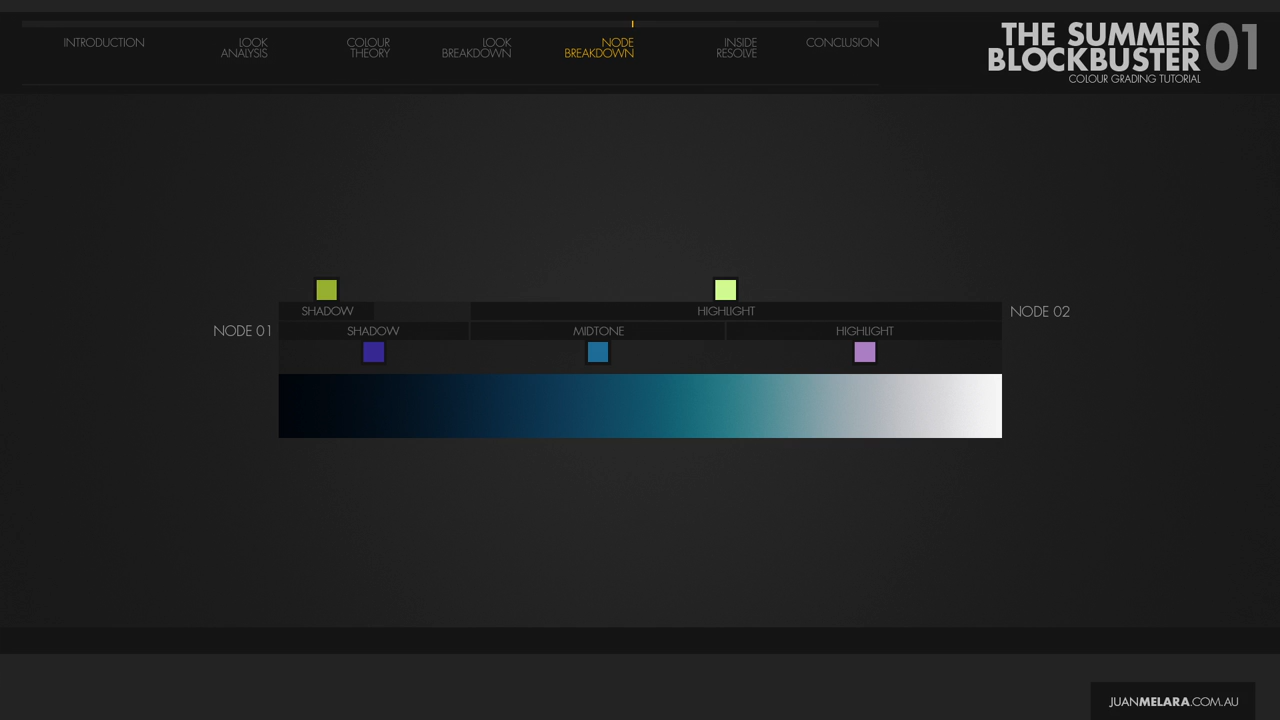 INTRODUCTION
LOOK
ANALYSIS
COLOUR
THEORY
LOOK
BREAKDOWN
NODE
BREAKDOWN
INSIDE
RESOLVE
CONCLUSION
THE SUMMER
BLOCKBUSTER
01
COLOUR GRADING TUTORIAL
SHADOW HIGHLIGHT NODE 02
NODE 01 SHADOW MIDTONE HIGHLIGHT
JUANMELARA.COM.AU